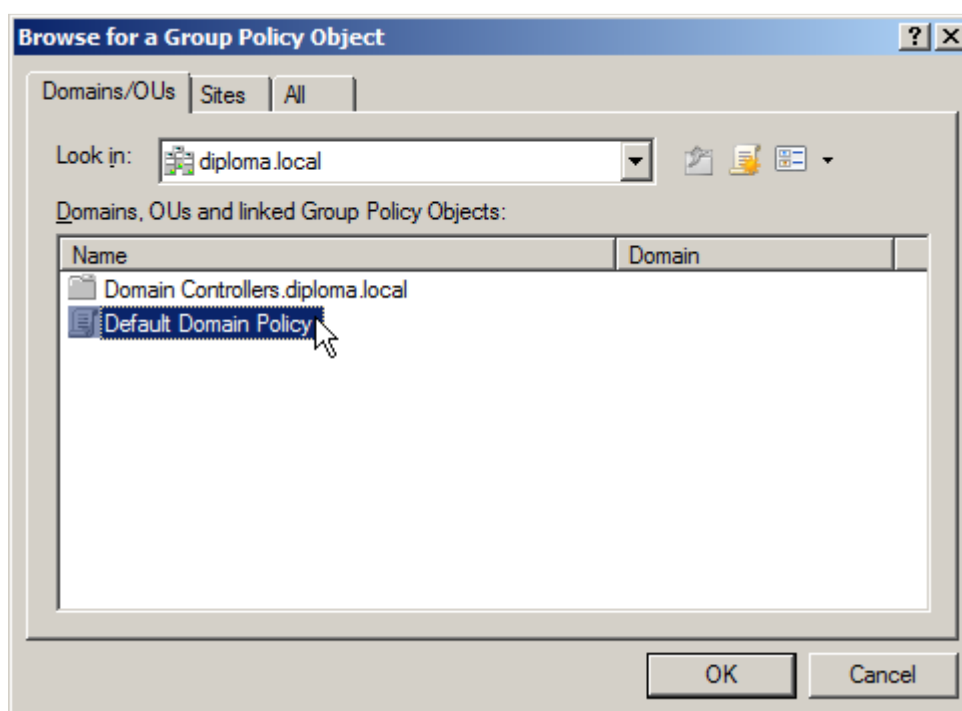 Browse for a Group Policy Object
Domains/OUs Sites All
Look in: diploma.local
Domains, OUs and linked Group Policy Objects:
Name Domain
Domain Controllers.diploma.local
Default Domain Policy
OK Cancel